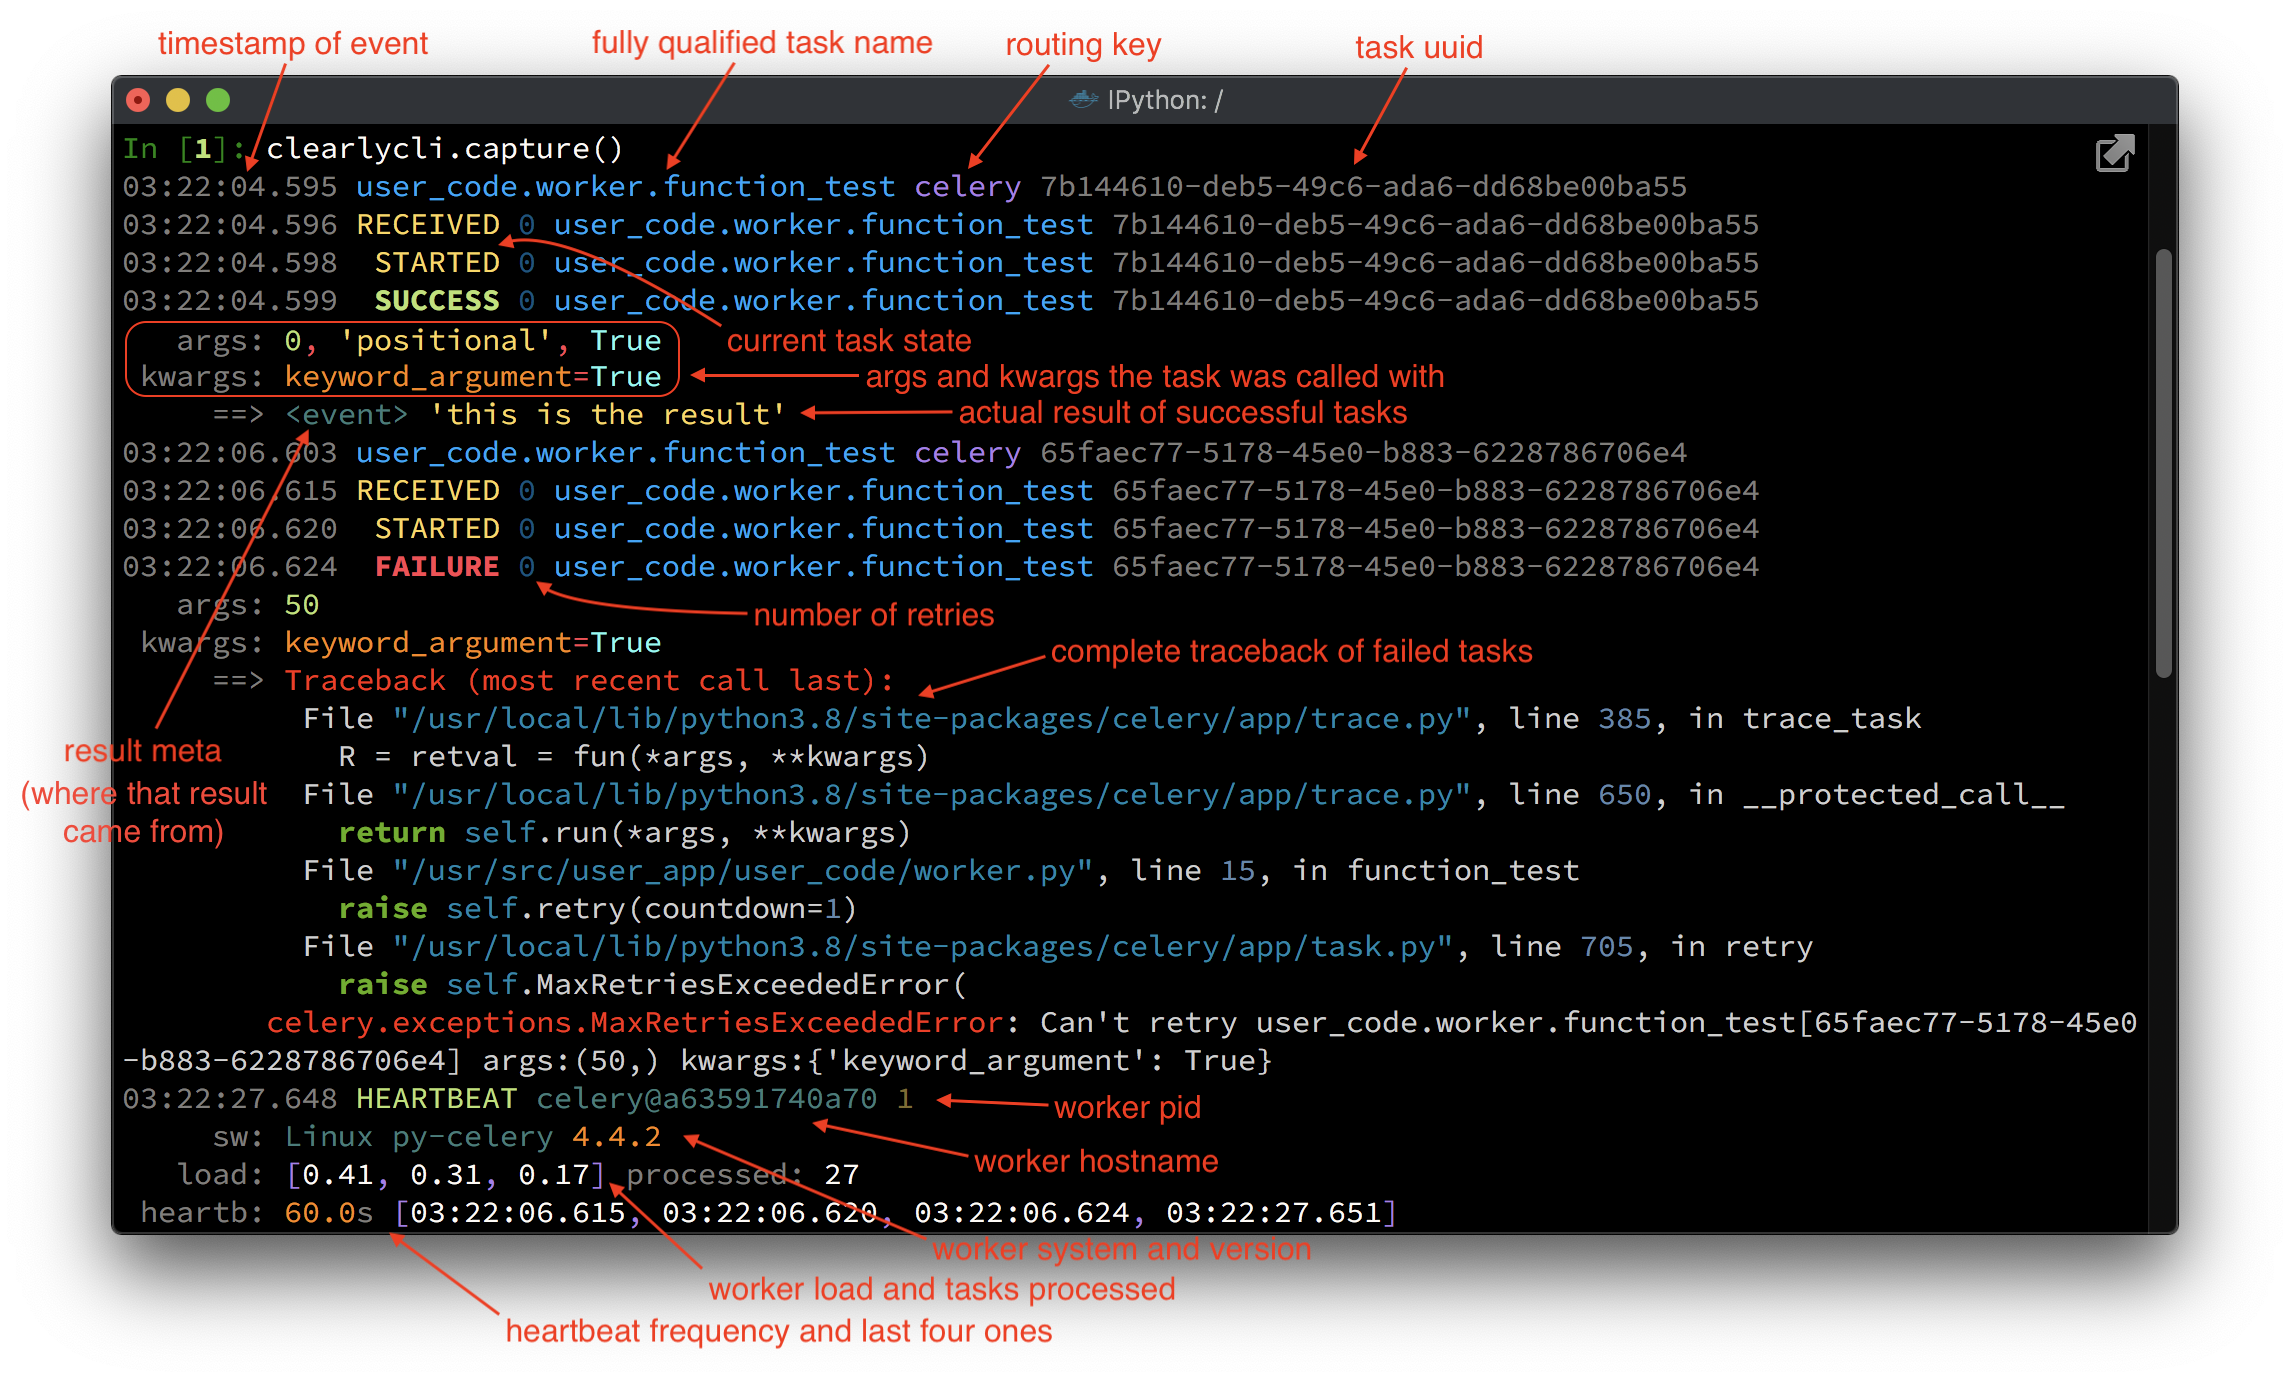 timestamp of event
fully qualified task name
routing key
task uuid
IPython: /
In [1]: clearlycli.capture()
03:22:04.595 user_code.worker.function_test celery 7b144610-deb5-49c6-ada6-dd68be00ba55
03:22:04.596 RECEIVED 0 user_code.worker.function_test 7b144610-deb5-49c6-ada6-dd68be00ba55
03:22:04.598 STARTED 0 user_code.worker.function_test 7b144610-deb5-49c6-ada6-dd68be00ba55
03:22:04.599 SUCCESS 0 user_code.worker.function_test 7b144610-deb5-49c6-ada6-dd68be00ba55
args: 0, 'positional', True
current task state
kwargs: keyword_argument=True
args and kwargs the task was called with
==> <event> 'this is the result'
actual result of successful tasks
03:22:06.603 user_code.worker.function_test celery 65faec77-5178-45e0-b883-6228786706e4
03:22:06.615 RECEIVED 0 user_code.worker.function_test 65faec77-5178-45e0-b883-6228786706e4
03:22:06.620 STARTED 0 user_code.worker.function_test 65faec77-5178-45e0-b883-6228786706e4
03:22:06.624 FAILURE 0 user_code.worker.function_test 65faec77-5178-45e0-b883-6228786706e4
args: 50
number of retries
kwargs: keyword_argument=True
complete traceback of failed tasks
==> Traceback (most recent call last):
File "/usr/local/lib/python3.8/site-packages/celery/app/trace.py", line 385, in trace_task
R = retval = fun(*args, **kwargs)
result meta
(where that result
came from)
File "/usr/local/lib/python3.8/site-packages/celery/app/trace.py", line 650, in __protected_call__
return self.run(*args, **kwargs)
File "/usr/src/user_app/user_code/worker.py", line 15, in function_test
raise self.retry(countdown=1)
File "/usr/local/lib/python3.8/site-packages/celery/app/task.py", line 705, in retry
raise self.MaxRetriesExceededError(
celery.exceptions.MaxRetriesExceededError: Can't retry user_code.worker.function_test[65faec77-5178-45e0
-b883-6228786706e4] args:(50,) kwargs:{'keyword_argument': True}
03:22:27.648 HEARTBEAT celery@a63591740a70 1
worker pid
sw: Linux py-celery 4.4.2
worker hostname
load: [0.41, 0.31, 0.17] processed: 27
heartb: 60.0s [03:22:06.615, 03:22:06.620, 03:22:06.624, 03:22:27.651]
worker system and version
worker load and tasks processed
heartbeat frequency and last four ones